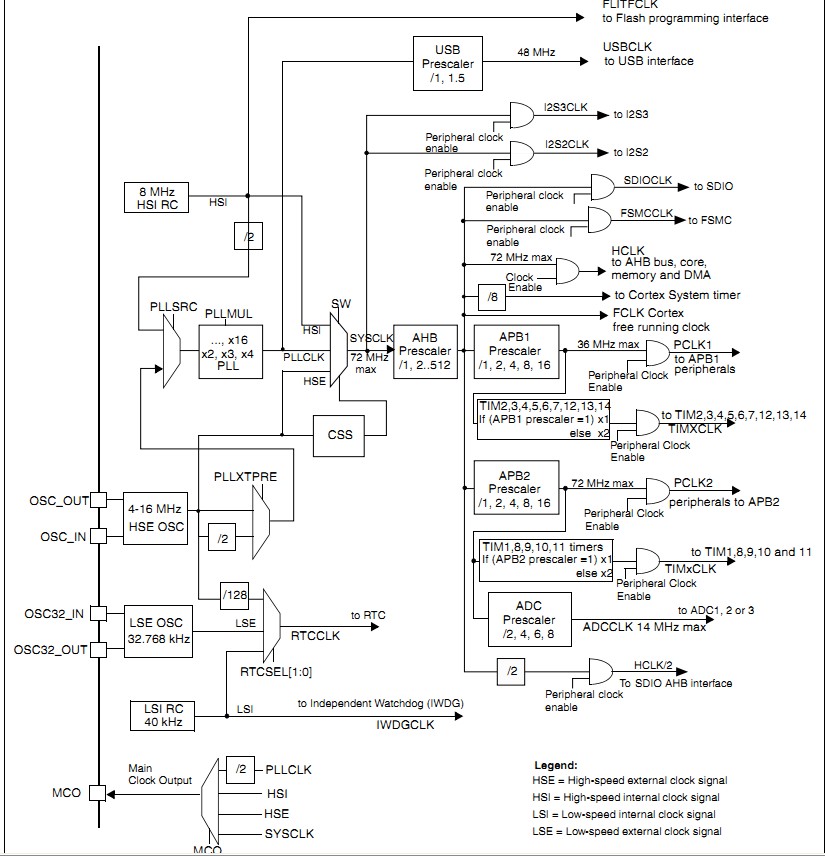 FLITFCLK
to Flash programming interface
USB
Prescaler
/1, 1.5
48 MHz
USBCLK
to USB interface
I2S3CLK
to I2S3
Peripheral clock
enable
I2S2CLK
to I2S2
Peripheral clock
enable
8 MHz
HSI RC
HSI
SDIOCLK
to SDIO
Peripheral clock
enable
FSMCCLK
to FSMC
Peripheral clock
enable
/2
72 MHz max
Clock
Enable
HCLK
to AHB bus, core,
memory and DMA
/8
to Cortex System timer
FCLK Cortex
free running clock
PLLSRC
PLLMUL
..., x16
x2, x3, x4
PLL
SW
HSI
PLLCLK
HSE
SYSCLK
72 MHz
max
AHB
Prescaler
/1, 2..512
APB1
Prescaler
/1, 2, 4, 8, 16
36 MHz max
PCLK1
to APB1
peripherals
Peripheral Clock
Enable
CSS
TIM2,3,4,5,6,7,12,13,14
If (APB1 prescaler =1) x1
else x2
to TIM2,3,4,5,6,7,12,13,14
TIMXCLK
Peripheral Clock
Enable
PLLXTPRE
OSC_OUT
OSC_IN
4-16 MHz
HSE OSC
/2
APB2
Prescaler
/1, 2, 4, 8, 16
72 MHz max
PCLK2
peripherals to APB2
Peripheral Clock
Enable
TIM1,8,9,10,11 timers
If (APB2 prescaler =1) x1
else x2
to TIM1,8,9,10 and 11
TIMxCLK
Peripheral Clock
Enable
/128
OSC32_IN
OSC32_OUT
LSE OSC
32.768 kHz
LSE
to RTC
RTCCLK
RTCSEL[1:0]
ADC
Prescaler
/2, 4, 6, 8
to ADC1, 2 or 3
ADCCLK 14 MHz max
/2
HCLK/2
To SDIO AHB interface
Peripheral clock
enable
LSI RC
40 kHz
LSI
to Independent Watchdog (IWDG)
IWDGCLK
MCO
Main
Clock Output
/2
PLLCLK
HSI
HSE
SYSCLK
MCO
Legend:
HSE = High-speed external clock signal
HSI = High-speed internal clock signal
LSI = Low-speed internal clock signal
LSE = Low-speed external clock signal